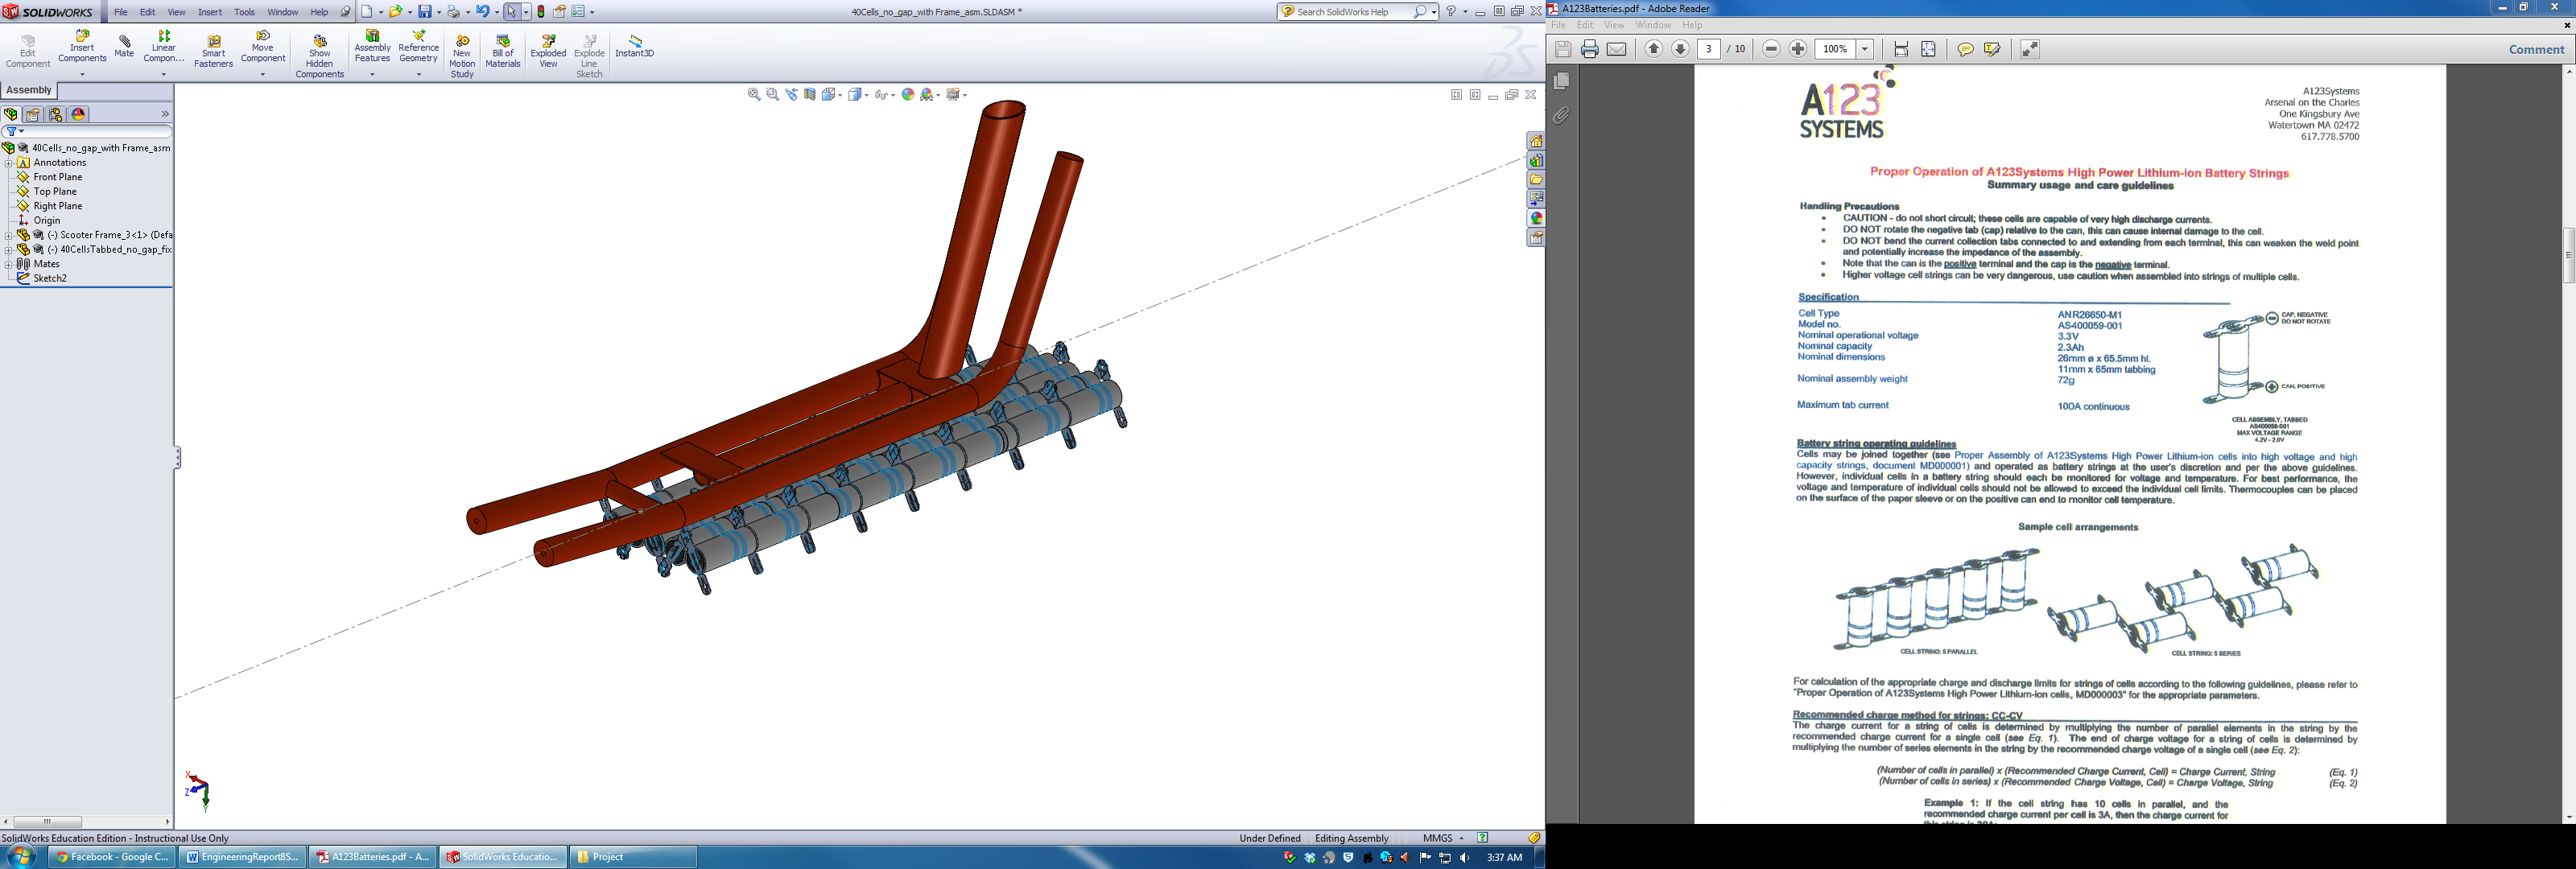 SOLIDWORKS
File Edit View Insert Tools Window Help
40Cells_no_gap_with Frame_asm.SLDASM *
Search SolidWorks Help
Edit Component
Insert Components
Mate
Linear Compon...
Smart Fasteners
Move Component
Show Hidden Components
Assembly Features
Reference Geometry
New Motion Study
Bill of Materials
Exploded View
Explode Line Sketch
Instant3D
Assembly
40Cells_no_gap_with Frame_asm
Annotations
Front Plane
Top Plane
Right Plane
Origin
(-) Scooter Frame_3<1> (Defa
(-) 40CellsTabbed_no_gap_fix
Mates
Sketch2
X
Z
Y
SolidWorks Education Edition - Instructional Use Only
Under Defined Editing Assembly MMGS
Facebook - Google C...
EngineeringReport8S...
A123Batteries.pdf - A...
SolidWorks Educatio...
Project
3:37 AM
A123Batteries.pdf - Adobe Reader
File Edit View Window Help
3 / 10
100%
Comment
A123
SYSTEMS
A123Systems
Arsenal on the Charles
One Kingsbury Ave
Watertown MA 02472
617.778.5700
Proper Operation of A123Systems High Power Lithium-ion Battery Strings
Summary usage and care guidelines
Handling Precautions
• CAUTION - do not short circuit; these cells are capable of very high discharge currents.
• DO NOT rotate the negative tab (cap) relative to the can, this can cause internal damage to the cell.
• DO NOT bend the current collection tabs connected to and extending from each terminal, this can weaken the weld point
and potentially increase the impedance of the assembly.
• Note that the can is the positive terminal and the cap is the negative terminal.
• Higher voltage cell strings can be very dangerous, use caution when assembled into strings of multiple cells.
Specification
Cell Type ANR26650-M1
Model no. AS400059-001
Nominal operational voltage 3.3V
Nominal capacity 2.3Ah
Nominal dimensions 26mm ø x 65.5mm ht.
11mm x 65mm tabbing
Nominal assembly weight 72g
Maximum tab current 100A continuous
CAP, NEGATIVE
DO NOT ROTATE
CAN, POSITIVE
CELL ASSEMBLY, TABBED
AS400059-001
MAX VOLTAGE RANGE
4.2V - 2.0V
Battery string operating guidelines
Cells may be joined together (see Proper Assembly of A123Systems High Power Lithium-ion cells into high voltage and high
capacity strings, document MD000001) and operated as battery strings at the user's discretion and per the above guidelines.
However, individual cells in a battery string should each be monitored for voltage and temperature. For best performance, the
voltage and temperature of individual cells should not be allowed to exceed the individual cell limits. Thermocouples can be placed
on the surface of the paper sleeve or on the positive can end to monitor cell temperature.
Sample cell arrangements
CELL STRING: 5 PARALLEL
CELL STRING: 5 SERIES
For calculation of the appropriate charge and discharge limits for strings of cells according to the following guidelines, please refer to
"Proper Operation of A123Systems High Power Lithium-ion cells, MD000003" for the appropriate parameters.
Recommended charge method for strings: CC-CV
The charge current for a string of cells is determined by multiplying the number of parallel elements in the string by the
recommended charge current for a single cell (see Eq. 1). The end of charge voltage for a string of cells is determined by
multiplying the number of series elements in the string by the recommended charge voltage of a single cell (see Eq. 2):
(Number of cells in parallel) x (Recommended Charge Current, Cell) = Charge Current, String (Eq. 1)
(Number of cells in series) x (Recommended Charge Voltage, Cell) = Charge Voltage, String (Eq. 2)
Example 1: If the cell string has 10 cells in parallel, and the
recommended charge current per cell is 3A, then the charge current for